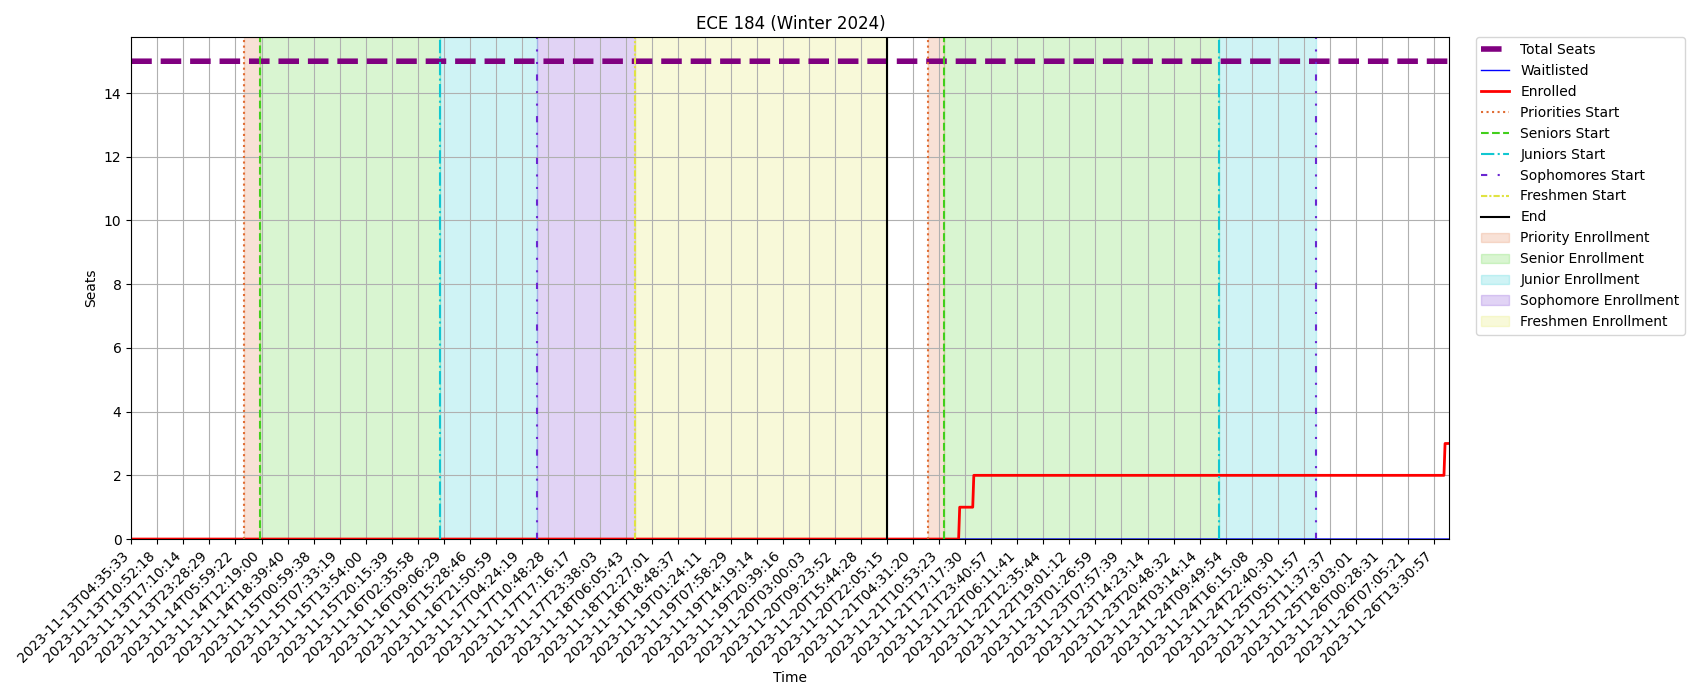 ECE 184 (Winter 2024)
Total Seats
Waitlisted
Enrolled
Priorities Start
Seniors Start
Juniors Start
Sophomores Start
Freshmen Start
End
Priority Enrollment
Senior Enrollment
Junior Enrollment
Sophomore Enrollment
Freshmen Enrollment
Seats
14
12
10
8
6
4
2
0
2023-11-13T04:35:33
2023-11-13T10:52:18
2023-11-13T17:10:14
2023-11-13T23:28:29
2023-11-14T05:59:22
2023-11-14T12:19:00
2023-11-14T18:39:40
2023-11-15T00:59:38
2023-11-15T07:33:19
2023-11-15T13:54:00
2023-11-15T20:15:39
2023-11-16T02:35:58
2023-11-16T09:06:29
2023-11-16T15:28:46
2023-11-16T21:50:59
2023-11-17T04:24:19
2023-11-17T10:48:28
2023-11-17T17:16:17
2023-11-17T23:38:03
2023-11-18T06:05:43
2023-11-18T12:27:01
2023-11-18T18:48:37
2023-11-19T01:24:11
2023-11-19T07:58:29
2023-11-19T14:19:14
2023-11-19T20:39:16
2023-11-20T03:00:03
2023-11-20T09:23:52
2023-11-20T15:44:28
2023-11-20T22:05:15
2023-11-21T04:31:20
2023-11-21T10:53:23
2023-11-21T17:17:30
2023-11-21T23:40:57
2023-11-22T06:11:41
2023-11-22T12:35:44
2023-11-22T19:01:12
2023-11-23T01:26:59
2023-11-23T07:57:39
2023-11-23T14:23:14
2023-11-23T20:48:32
2023-11-24T03:14:14
2023-11-24T09:49:54
2023-11-24T16:15:08
2023-11-24T22:40:30
2023-11-25T05:11:57
2023-11-25T11:37:37
2023-11-25T18:03:01
2023-11-26T00:28:31
2023-11-26T07:05:21
2023-11-26T13:30:57
Time